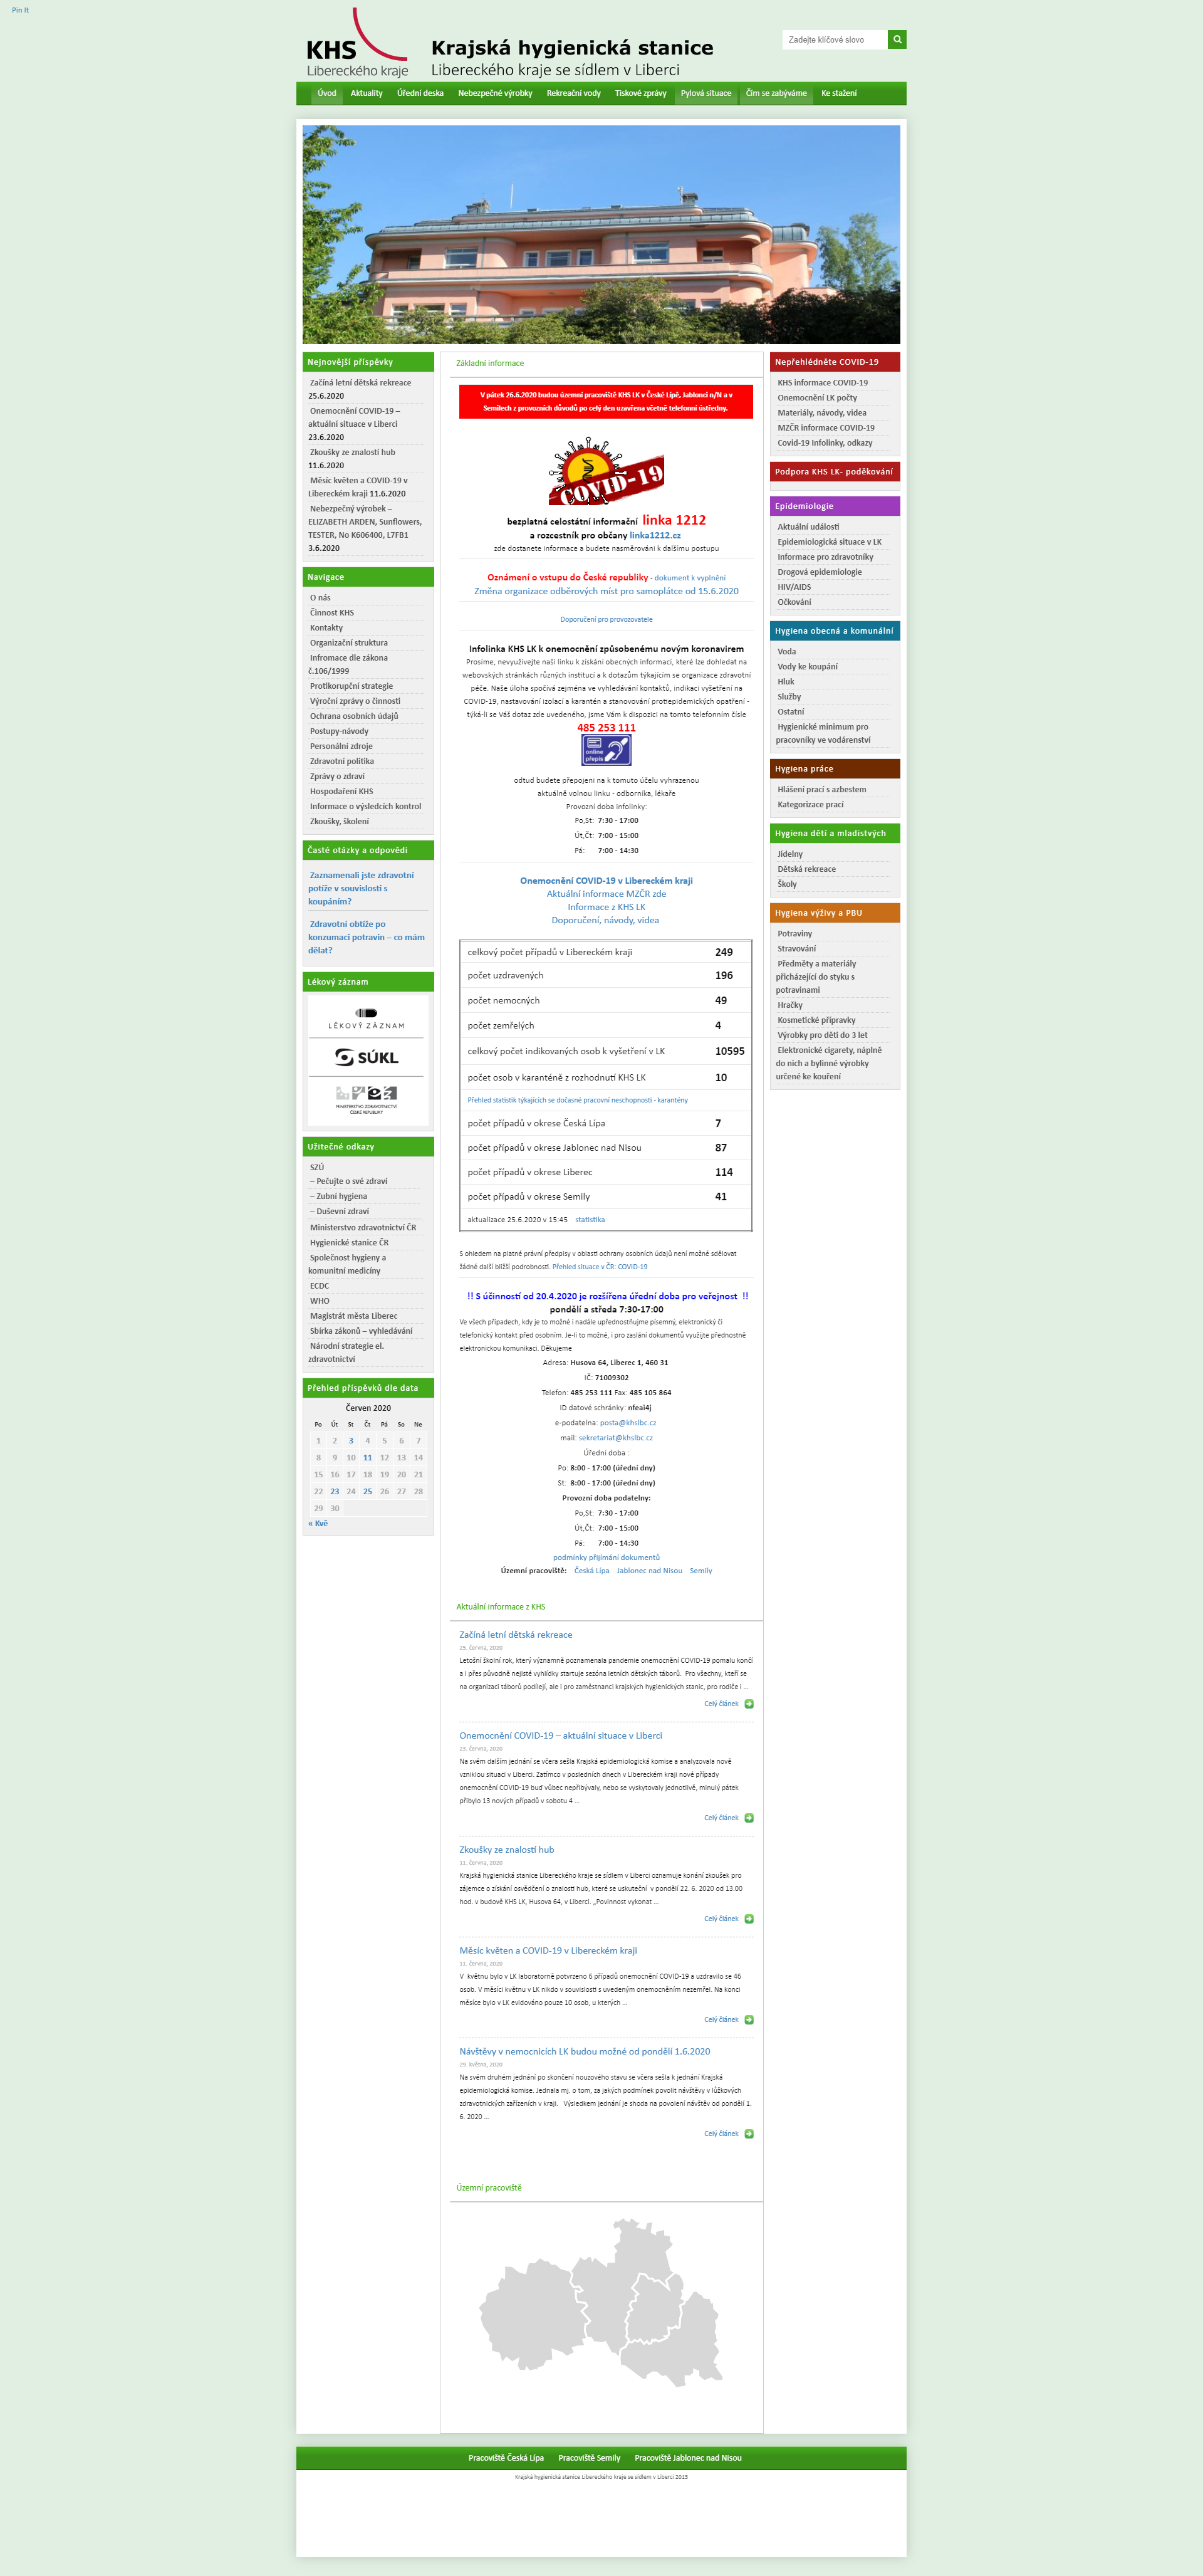 Pin It
KHS
Libereckého kraje
Krajská hygienická stanice
Libereckého kraje se sídlem v Liberci
Zadejte klíčové slovo
Úvod Aktuality Úřední deska Nebezpečné výrobky Rekreační vody Tiskové zprávy Pylová situace Čím se zabýváme Ke stažení
Nejnovější příspěvky
Začíná letní dětská rekreace
25.6.2020
Onemocnění COVID-19 –
aktuální situace v Liberci
23.6.2020
Zkoušky ze znalostí hub
11.6.2020
Měsíc květen a COVID-19 v
Libereckém kraji 11.6.2020
Nebezpečný výrobek –
ELIZABETH ARDEN, Sunflowers,
TESTER, No K606400, L7FB1
3.6.2020
Navigace
O nás
Činnost KHS
Kontakty
Organizační struktura
Infromace dle zákona
č.106/1999
Protikorupční strategie
Výroční zprávy o činnosti
Ochrana osobních údajů
Postupy-návody
Personální zdroje
Zdravotní politika
Zprávy o zdraví
Hospodaření KHS
Informace o výsledcích kontrol
Zkoušky, školení
Časté otázky a odpovědi
Zaznamenali jste zdravotní
potíže v souvislosti s
koupáním?
Zdravotní obtíže po
konzumaci potravin – co mám
dělat?
Lékový záznam
LÉKOVÝ ZÁZNAM
SÚKL
MINISTERSTVO ZDRAVOTNICTVÍ
ČESKÉ REPUBLIKY
Užitečné odkazy
SZÚ
– Pečujte o své zdraví
– Zubní hygiena
– Duševní zdraví
Ministerstvo zdravotnictví ČR
Hygienické stanice ČR
Společnost hygieny a
komunitní medicíny
ECDC
WHO
Magistrát města Liberec
Sbírka zákonů – vyhledávání
Národní strategie el.
zdravotnictví
Přehled příspěvků dle data
Červen 2020
Po Út St Čt Pá So Ne
1 2 3 4 5 6 7
8 9 10 11 12 13 14
15 16 17 18 19 20 21
22 23 24 25 26 27 28
29 30
« Kvě
Základní informace
V pátek 26.6.2020 budou územní pracoviště KHS LK v České Lípě, Jablonci n/N a v
Semilech z provozních důvodů po celý den uzavřena včetně telefonní ústředny.
COVID-19
bezplatná celostátní informační linka 1212
a rozcestník pro občany linka1212.cz
zde dostanete informace a budete nasměrováni k dalšímu postupu
Oznámení o vstupu do České republiky - dokument k vyplnění
Změna organizace odběrových míst pro samoplátce od 15.6.2020
Doporučení pro provozovatele
Infolinka KHS LK k onemocnění způsobenému novým koronavirem
Prosíme, nevyužívejte naši linku k získání obecných informací, které lze dohledat na
webovských stránkách různých institucí a k dotazům týkajícím se organizace zdravotní
péče. Naše úloha spočívá zejména ve vyhledávání kontaktů, indikaci vyšetření na
COVID-19, nastavování izolací a karantén a stanovování protiepidemických opatření -
týká-li se Váš dotaz zde uvedeného, jsme Vám k dispozici na tomto telefonním čísle
485 253 111
online
přepis
odtud budete přepojeni na k tomuto účelu vyhrazenou
aktuálně volnou linku - odborníka, lékaře
Provozní doba infolinky:
Po,St: 7:30 - 17:00
Út,Čt: 7:00 - 15:00
Pá: 7:00 - 14:30
Onemocnění COVID-19 v Libereckém kraji
Aktuální informace MZČR zde
Informace z KHS LK
Doporučení, návody, videa
celkový počet případů v Libereckém kraji 249
počet uzdravených 196
počet nemocných 49
počet zemřelých 4
celkový počet indikovaných osob k vyšetření v LK 10595
počet osob v karanténě z rozhodnutí KHS LK 10
Přehled statistik týkajících se dočasné pracovní neschopnosti - karantény
počet případů v okrese Česká Lípa 7
počet případů v okrese Jablonec nad Nisou 87
počet případů v okrese Liberec 114
počet případů v okrese Semily 41
aktualizace 25.6.2020 v 15:45 statistika
S ohledem na platné právní předpisy v oblasti ochrany osobních údajů není možné sdělovat
žádné další bližší podrobnosti. Přehled situace v ČR: COVID-19
!! S účinností od 20.4.2020 je rozšířena úřední doba pro veřejnost !!
pondělí a středa 7:30-17:00
Ve všech případech, kdy je to možné i nadále upřednostňujme písemný, elektronický či
telefonický kontakt před osobním. Je-li to možné, i pro zaslání dokumentů využijte přednostně
elektronickou komunikaci. Děkujeme
Adresa: Husova 64, Liberec 1, 460 31
IČ: 71009302
Telefon: 485 253 111 Fax: 485 105 864
ID datové schránky: nfeai4j
e-podatelna: posta@khslbc.cz
mail: sekretariat@khslbc.cz
Úřední doba :
Po: 8:00 - 17:00 (úřední dny)
St: 8:00 - 17:00 (úřední dny)
Provozní doba podatelny:
Po,St: 7:30 - 17:00
Út,Čt: 7:00 - 15:00
Pá: 7:00 - 14:30
podmínky přijímání dokumentů
Územní pracoviště: Česká Lípa Jablonec nad Nisou Semily
Aktuální informace z KHS
Začíná letní dětská rekreace
25. června, 2020
Letošní školní rok, který významně poznamenala pandemie onemocnění COVID-19 pomalu končí
a i přes původně nejisté vyhlídky startuje sezóna letních dětských táborů. Pro všechny, kteří se
na organizaci táborů podílejí, ale i pro zaměstnanci krajských hygienických stanic, pro rodiče i ...
Celý článek
Onemocnění COVID-19 – aktuální situace v Liberci
23. června, 2020
Na svém dalším jednání se včera sešla Krajská epidemiologická komise a analyzovala nově
vzniklou situaci v Liberci. Zatímco v posledních dnech v Libereckém kraji nové případy
onemocnění COVID-19 buď vůbec nepřibývaly, nebo se vyskytovaly jednotlivě, minulý pátek
přibylo 13 nových případů v sobotu 4 ...
Celý článek
Zkoušky ze znalostí hub
11. června, 2020
Krajská hygienická stanice Libereckého kraje se sídlem v Liberci oznamuje konání zkoušek pro
zájemce o získání osvědčení o znalosti hub, které se uskuteční v pondělí 22. 6. 2020 od 13.00
hod. v budově KHS LK, Husova 64, v Liberci. „Povinnost vykonat ...
Celý článek
Měsíc květen a COVID-19 v Libereckém kraji
11. června, 2020
V květnu bylo v LK laboratorně potvrzeno 6 případů onemocnění COVID-19 a uzdravilo se 46
osob. V měsíci květnu v LK nikdo v souvislosti s uvedeným onemocněním nezemřel. Na konci
měsíce bylo v LK evidováno pouze 10 osob, u kterých ...
Celý článek
Návštěvy v nemocnicích LK budou možné od pondělí 1.6.2020
29. května, 2020
Na svém druhém jednání po skončení nouzového stavu se včera sešla k jednání Krajská
epidemiologická komise. Jednala mj. o tom, za jakých podmínek povolit návštěvy v lůžkových
zdravotnických zařízeních v kraji. Výsledkem jednání je shoda na povolení návštěv od pondělí 1.
6. 2020 ...
Celý článek
Územní pracoviště
Nepřehlédněte COVID-19
KHS informace COVID-19
Onemocnění LK počty
Materiály, návody, videa
MZČR informace COVID-19
Covid-19 Infolinky, odkazy
Podpora KHS LK- poděkování
Epidemiologie
Aktuální události
Epidemiologická situace v LK
Informace pro zdravotníky
Drogová epidemiologie
HIV/AIDS
Očkování
Hygiena obecná a komunální
Voda
Vody ke koupání
Hluk
Služby
Ostatní
Hygienické minimum pro
pracovníky ve vodárenství
Hygiena práce
Hlášení prací s azbestem
Kategorizace prací
Hygiena dětí a mladistvých
Jídelny
Dětská rekreace
Školy
Hygiena výživy a PBU
Potraviny
Stravování
Předměty a materiály
přicházející do styku s
potravinami
Hračky
Kosmetické přípravky
Výrobky pro děti do 3 let
Elektronické cigarety, náplně
do nich a bylinné výrobky
určené ke kouření
Pracoviště Česká Lípa Pracoviště Semily Pracoviště Jablonec nad Nisou
Krajská hygienická stanice Libereckého kraje se sídlem v Liberci 2015